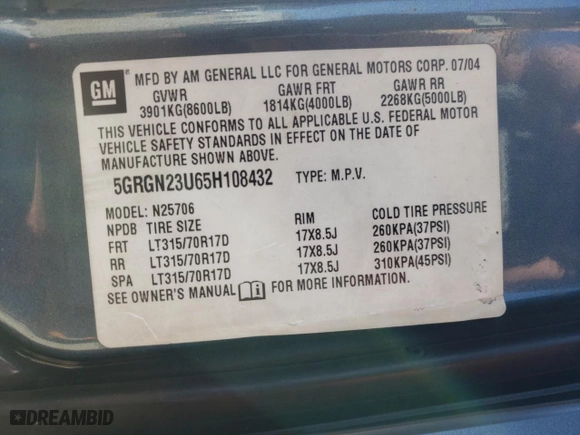 GM
®
MFD BY AM GENERAL LLC FOR GENERAL MOTORS CORP. 07/04
GVWR GAWR FRT GAWR RR
3901KG(8600LB) 1814KG(4000LB) 2268KG(5000LB)
THIS VEHICLE CONFORMS TO ALL APPLICABLE U.S. FEDERAL MOTOR
VEHICLE SAFETY STANDARDS IN EFFECT ON THE DATE OF
MANUFACTURE SHOWN ABOVE.
5GRGN23U65H108432 TYPE: M.P.V.
MODEL: N25706
NPDB TIRE SIZE RIM COLD TIRE PRESSURE
FRT LT315/70R17D 17X8.5J 260KPA(37PSI)
RR LT315/70R17D 17X8.5J 260KPA(37PSI)
SPA LT315/70R17D 17X8.5J 310KPA(45PSI)
SEE OWNER'S MANUAL i FOR MORE INFORMATION.
DREAMBID